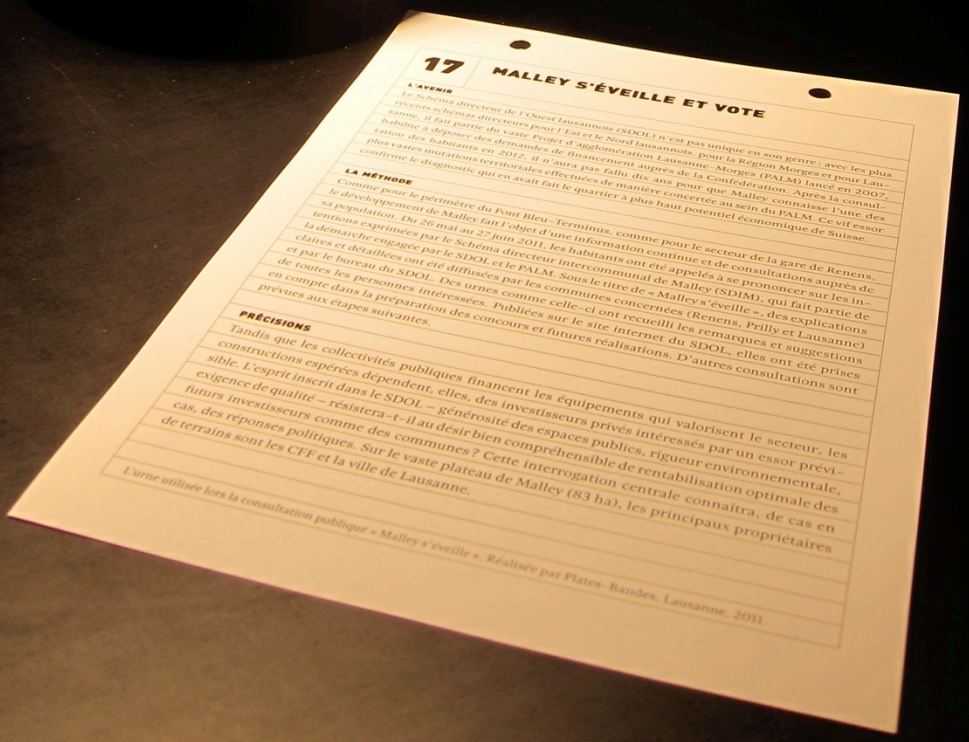 17 MALLEY S'ÉVEILLE ET VOTE
L'AVENIR
Le Schéma directeur de l'Ouest lausannois (SDOL) n'est pas unique en son genre ; avec les plus
récents schémas directeurs pour l'Est et le Nord lausannois, pour la Région Morges et pour Lau-
sanne, il fait partie du vaste Projet d'agglomération Lausanne-Morges (PALM) lancé en 2007,
habilité à déposer des demandes de financement auprès de la Confédération. Après la consul-
tation des habitants en 2012, il n'aura pas fallu dix ans pour que Malley connaisse l'une des
plus vastes mutations territoriales effectuées de manière concertée au sein du PALM. Ce vif essor
confirme le diagnostic qui en avait fait le quartier à plus haut potentiel économique de Suisse.
LA MÉTHODE
Comme pour le périmètre du Pont Bleu-Terminus, comme pour le secteur de la gare de Renens,
le développement de Malley fait l'objet d'une information continue et de consultations auprès de
sa population. Du 26 mai au 27 juin 2011, les habitants ont été appelés à se prononcer sur les in-
tentions exprimées par le Schéma directeur intercommunal de Malley (SDIM), qui fait partie de
la démarche engagée par le SDOL et le PALM. Sous le titre de « Malley s'éveille », des explications
claires et détaillées ont été diffusées par les communes concernées (Renens, Prilly et Lausanne)
et par le bureau du SDOL. Des urnes comme celle-ci ont recueilli les remarques et suggestions
de toutes les personnes intéressées. Publiées sur le site internet du SDOL, elles ont été prises
en compte dans la préparation des concours et futures réalisations. D'autres consultations sont
prévues aux étapes suivantes.
PRÉCISIONS
Tandis que les collectivités publiques financent les équipements qui valorisent le secteur, les
constructions espérées dépendent, elles, des investisseurs privés intéressés par un essor prévi-
sible. L'esprit inscrit dans le SDOL – générosité des espaces publics, rigueur environnementale,
exigence de qualité – résistera-t-il au désir bien compréhensible de rentabilisation optimale des
futurs investisseurs comme des communes ? Cette interrogation centrale connaîtra, de cas en
cas, des réponses politiques. Sur le vaste plateau de Malley (83 ha), les principaux propriétaires
de terrains sont les CFF et la ville de Lausanne.
L'urne utilisée lors la consultation publique « Malley s'éveille ». Réalisée par Plates-Bandes, Lausanne, 2011.